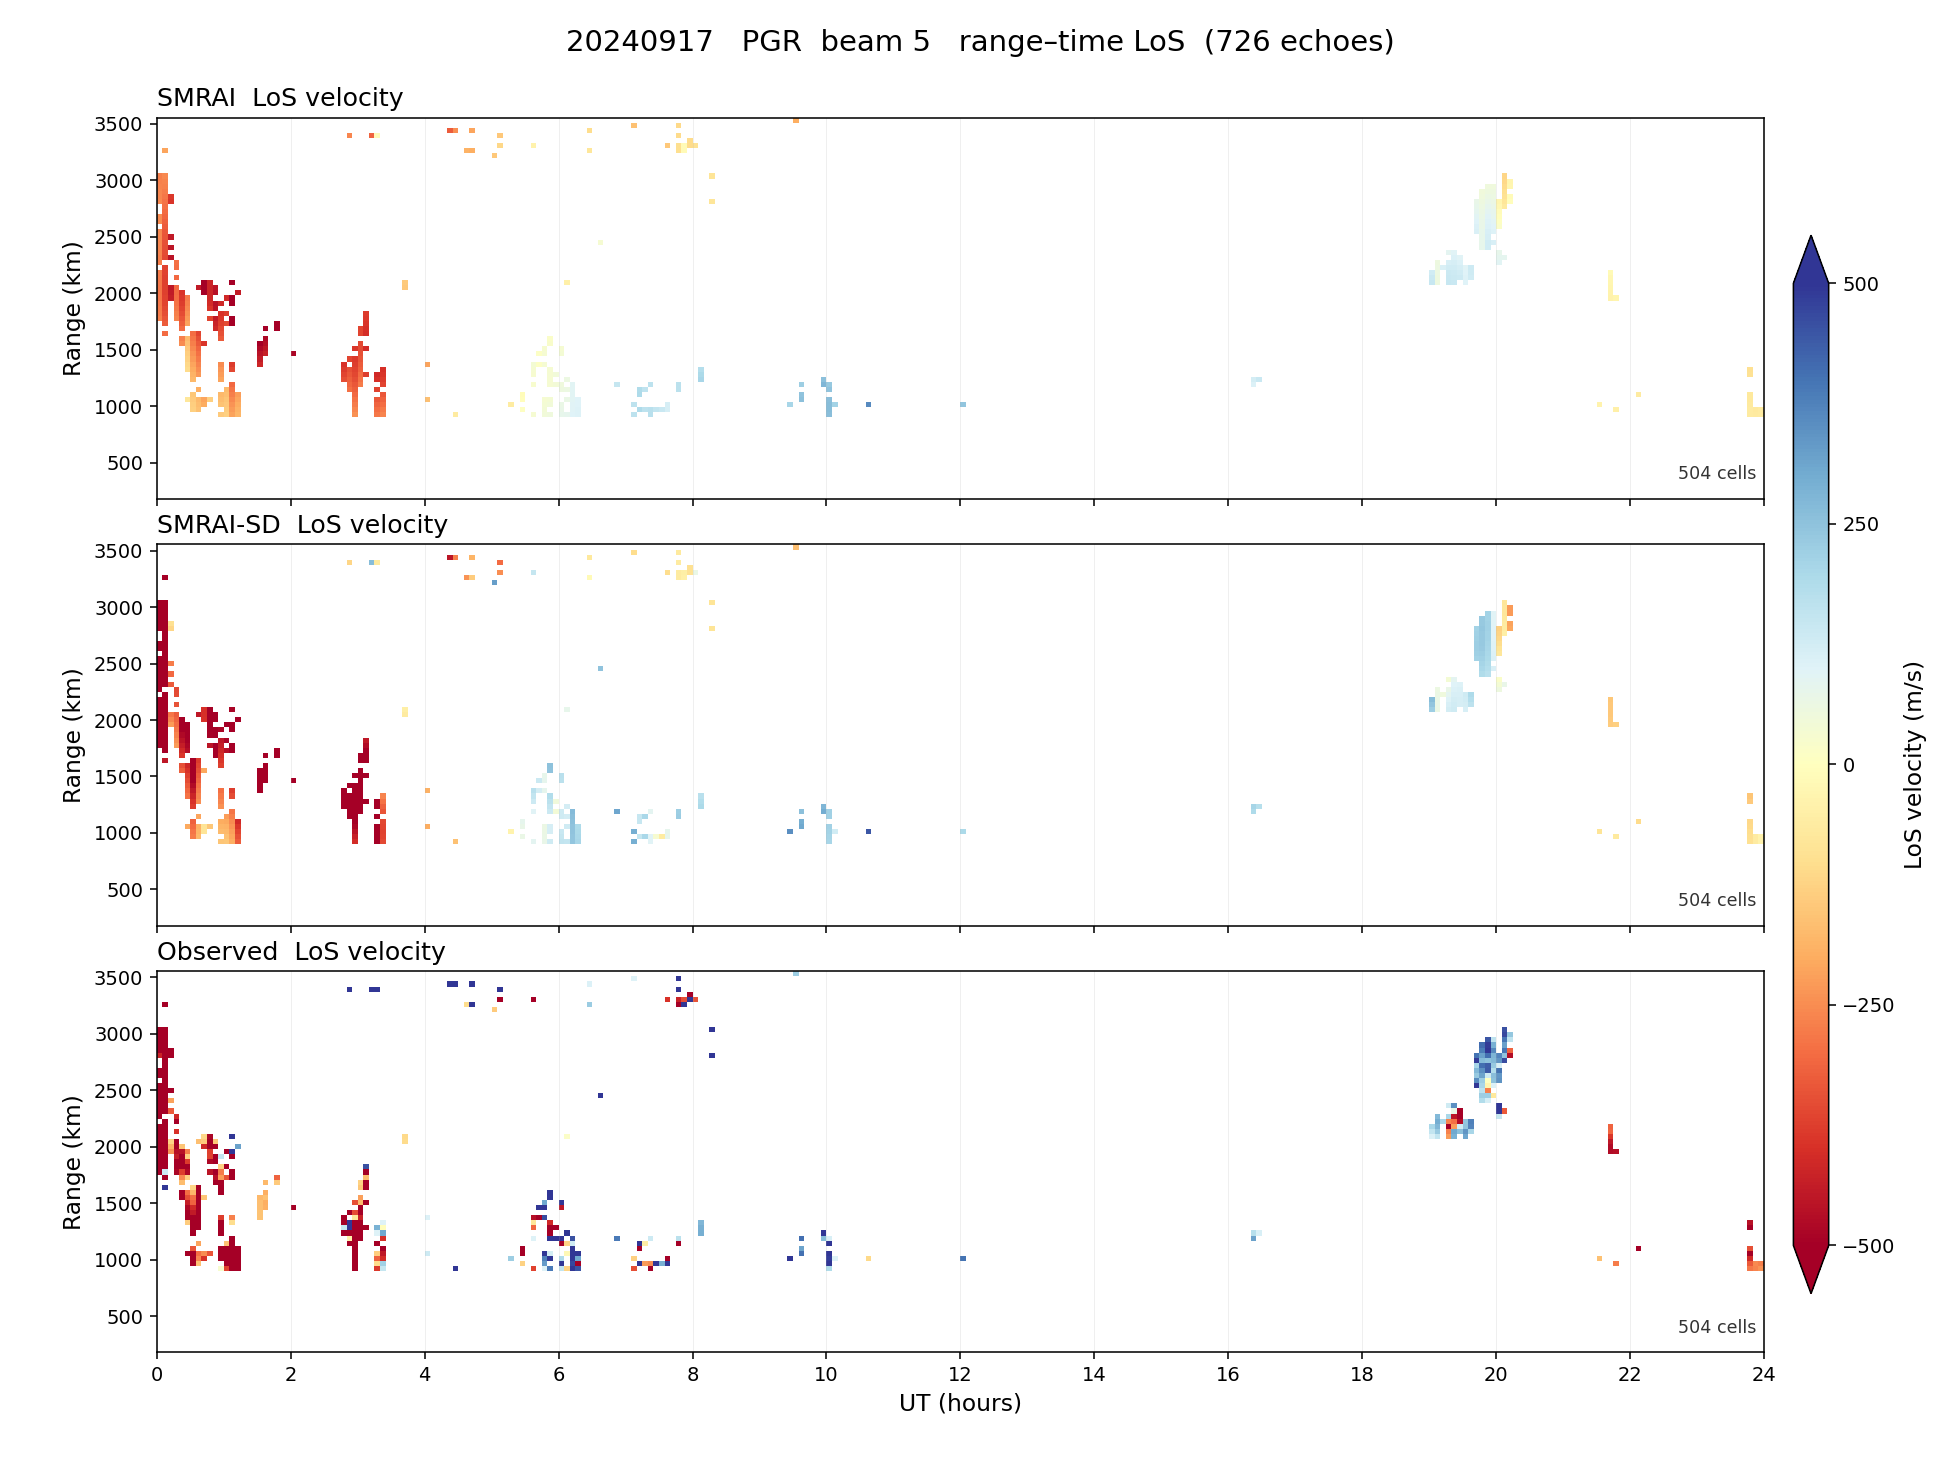 20240917   PGR  beam 5   range–time LoS  (726 echoes)
SMRAI  LoS velocity
3500
3000
2500
2000
1500
1000
500
Range (km)
504 cells
SMRAI-SD  LoS velocity
3500
3000
2500
2000
1500
1000
500
Range (km)
504 cells
Observed  LoS velocity
3500
3000
2500
2000
1500
1000
500
Range (km)
504 cells
0 2 4 6 8 10 12 14 16 18 20 22 24
UT (hours)
500
250
0
−250
−500
LoS velocity (m/s)